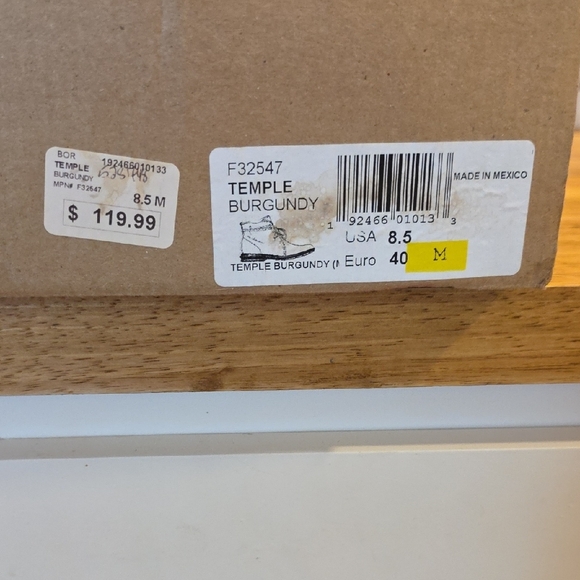 BOR
TEMPLE 192466010133
BURGUNDY
MPN# F32547
8.5 M
$ 119.99
F32547
TEMPLE
BURGUNDY
MADE IN MEXICO
1 92466 01013 3
USA 8.5
TEMPLE BURGUNDY (
Euro 40 M